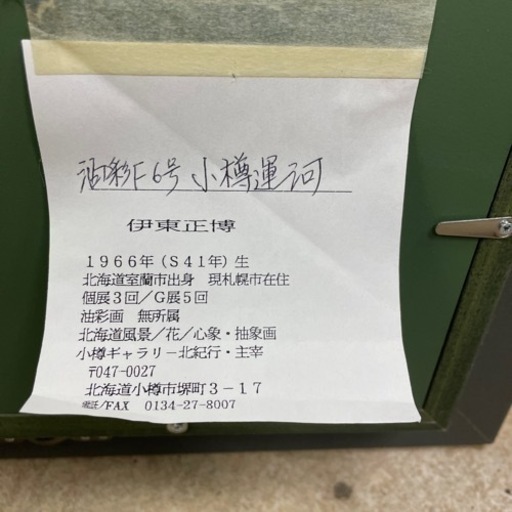 油彩F6号 小樽運河
伊東正博
1966年(S41年)生
北海道室蘭市出身 現札幌市在住
個展3回/G展5回
油彩画 無所属
北海道風景/花/心象・抽象画
小樽ギャラリー北紀行・主宰
〒047-0027
北海道小樽市堺町3-17
電話/FAX 0134-27-8007